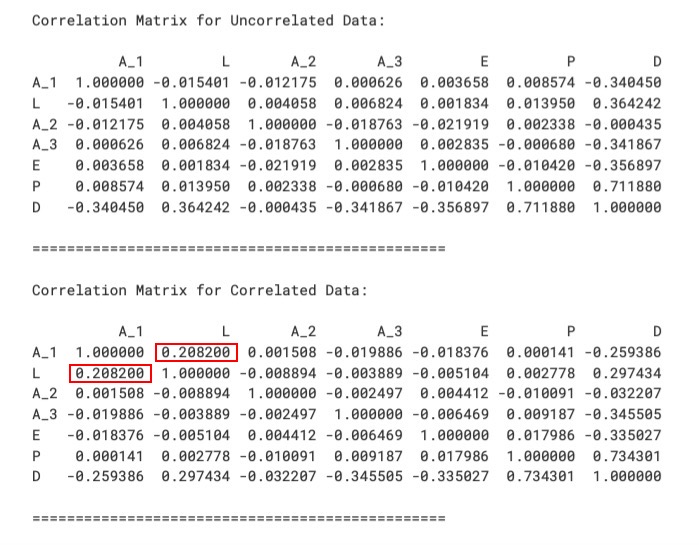 Correlation Matrix for Uncorrelated Data:
A_1 L A_2 A_3 E P D
A_1 1.000000 -0.015401 -0.012175 0.000626 0.003658 0.008574 -0.340450
L -0.015401 1.000000 0.004058 0.006824 0.001834 0.013950 0.364242
A_2 -0.012175 0.004058 1.000000 -0.018763 -0.021919 0.002338 -0.000435
A_3 0.000626 0.006824 -0.018763 1.000000 0.002835 -0.000680 -0.341867
E 0.003658 0.001834 -0.021919 0.002835 1.000000 -0.010420 -0.356897
P 0.008574 0.013950 0.002338 -0.000680 -0.010420 1.000000 0.711880
D -0.340450 0.364242 -0.000435 -0.341867 -0.356897 0.711880 1.000000
================================================
Correlation Matrix for Correlated Data:
A_1 L A_2 A_3 E P D
A_1 1.000000 0.208200 0.001508 -0.019886 -0.018376 0.000141 -0.259386
L 0.208200 1.000000 -0.008894 -0.003889 -0.005104 0.002778 0.297434
A_2 0.001508 -0.008894 1.000000 -0.002497 0.004412 -0.010091 -0.032207
A_3 -0.019886 -0.003889 -0.002497 1.000000 -0.006469 0.009187 -0.345505
E -0.018376 -0.005104 0.004412 -0.006469 1.000000 0.017986 -0.335027
P 0.000141 0.002778 -0.010091 0.009187 0.017986 1.000000 0.734301
D -0.259386 0.297434 -0.032207 -0.345505 -0.335027 0.734301 1.000000
================================================